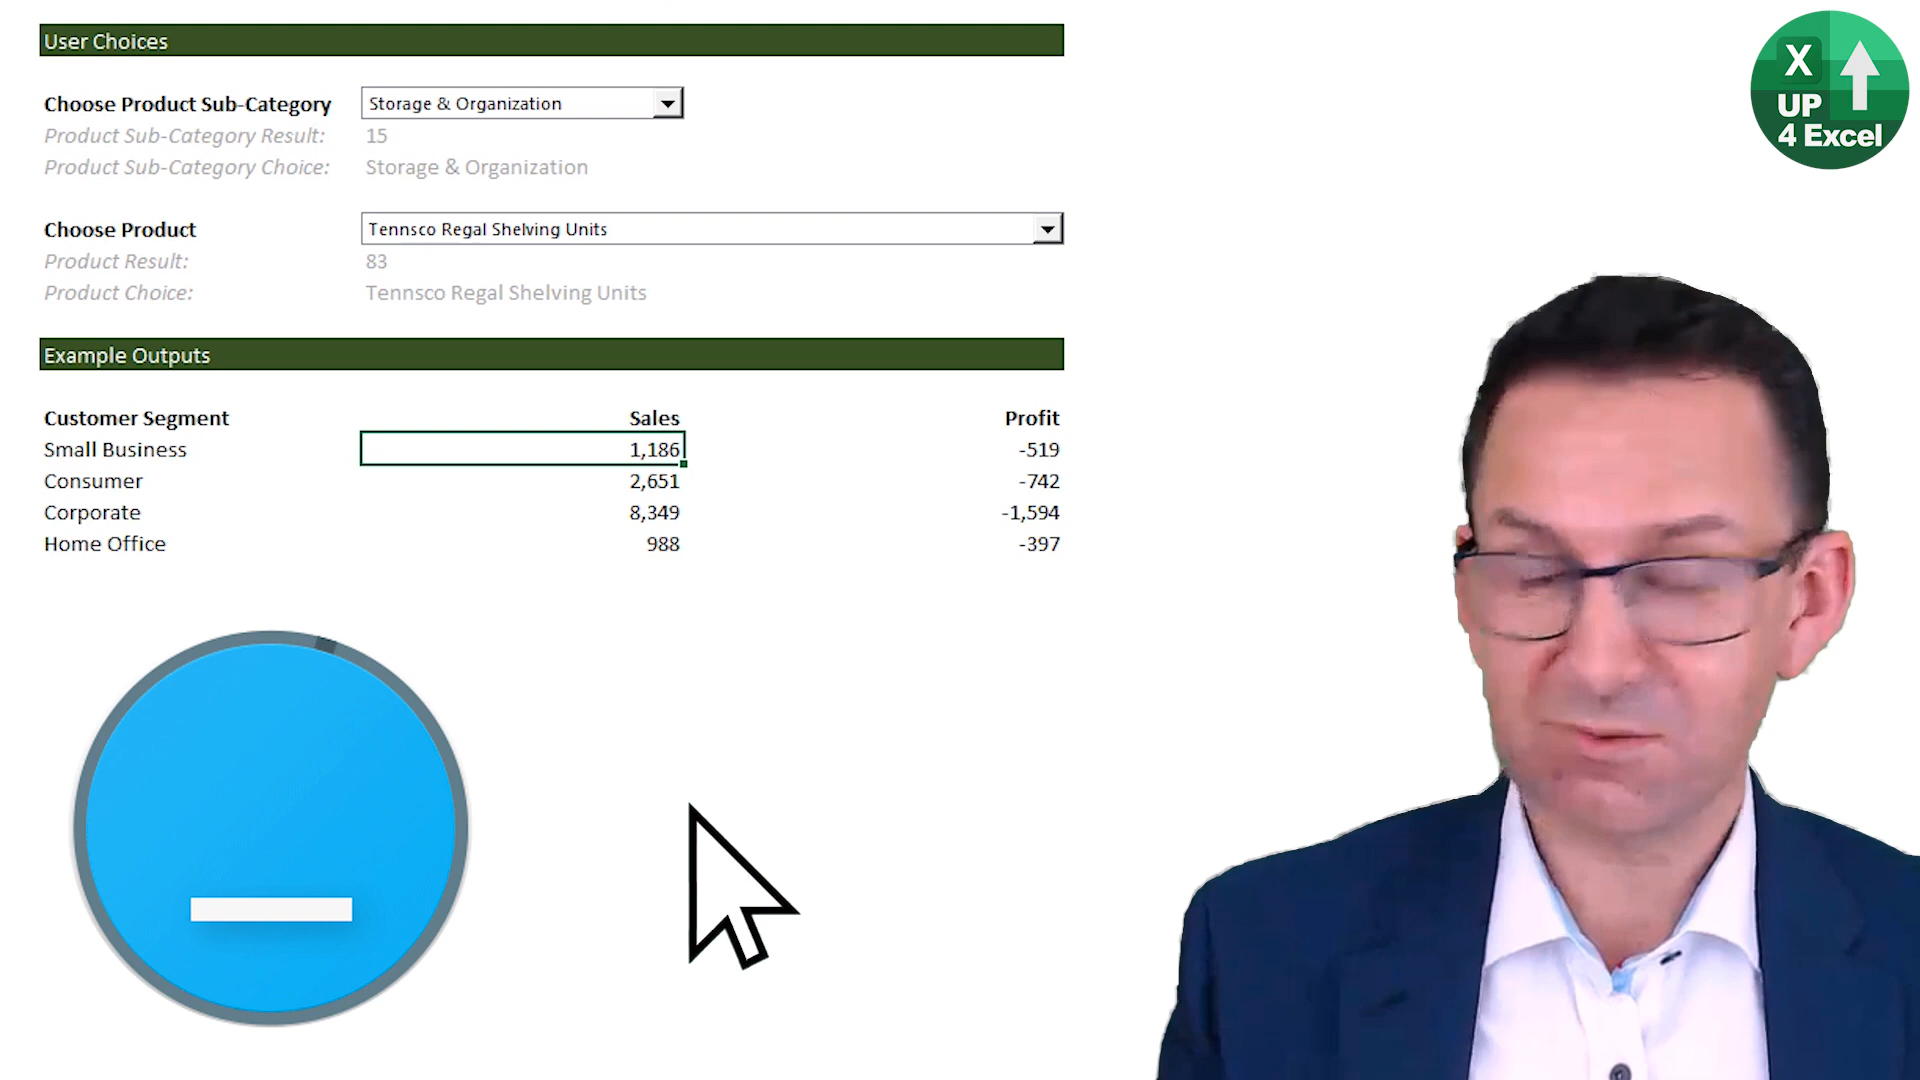 User Choices
Choose Product Sub-Category Storage & Organization
Product Sub-Category Result: 15
Product Sub-Category Choice: Storage & Organization
Choose Product Tennsco Regal Shelving Units
Product Result: 83
Product Choice: Tennsco Regal Shelving Units
Example Outputs
Customer Segment Sales Profit
Small Business 1,186 -519
Consumer 2,651 -742
Corporate 8,349 -1,594
Home Office 988 -397
X
UP
4 Excel